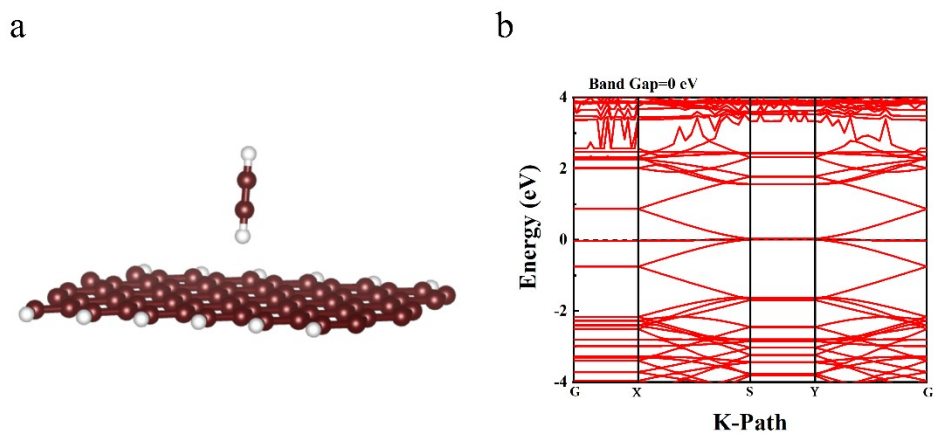 a
b
Band Gap=0 eV
4
2
0
-2
-4
Energy (eV)
G X S Y G
K-Path